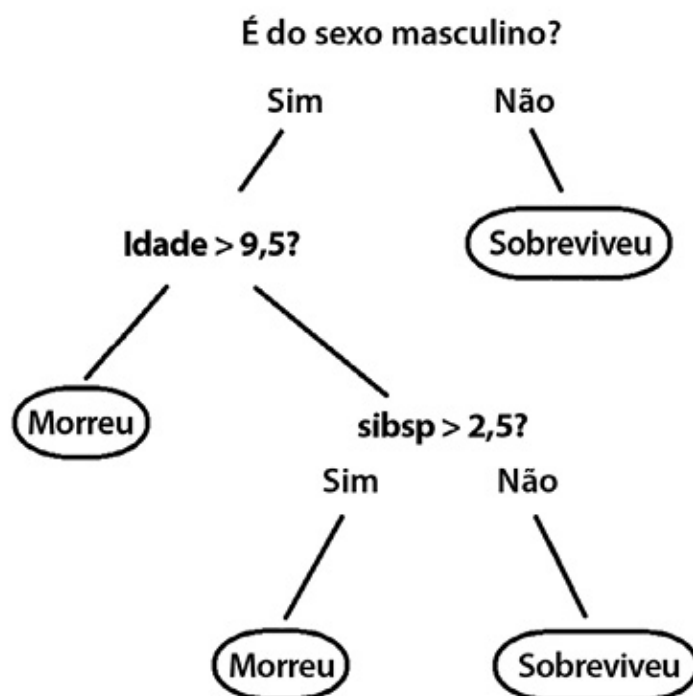 É do sexo masculino?
Sim Não
Idade > 9,5?
Sobreviveu
Morreu
sibsp > 2,5?
Sim Não
Morreu
Sobreviveu